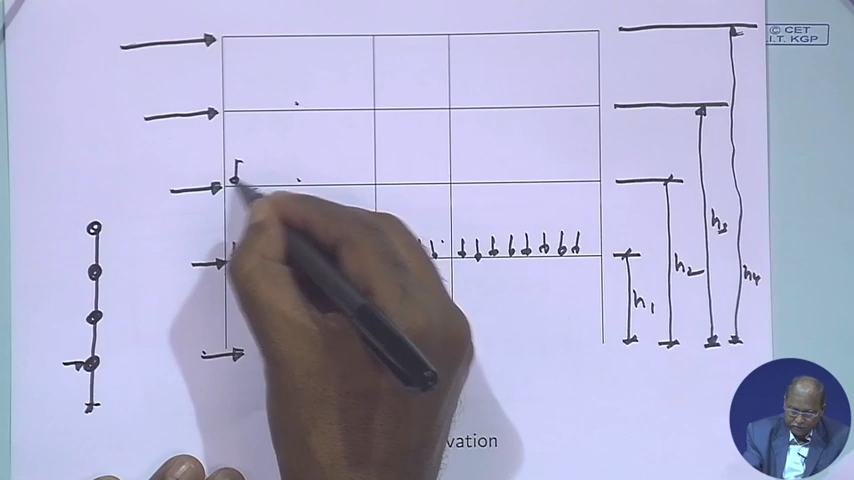 © CET
I.I.T. KGP
h3
h2
h4
h1
vation